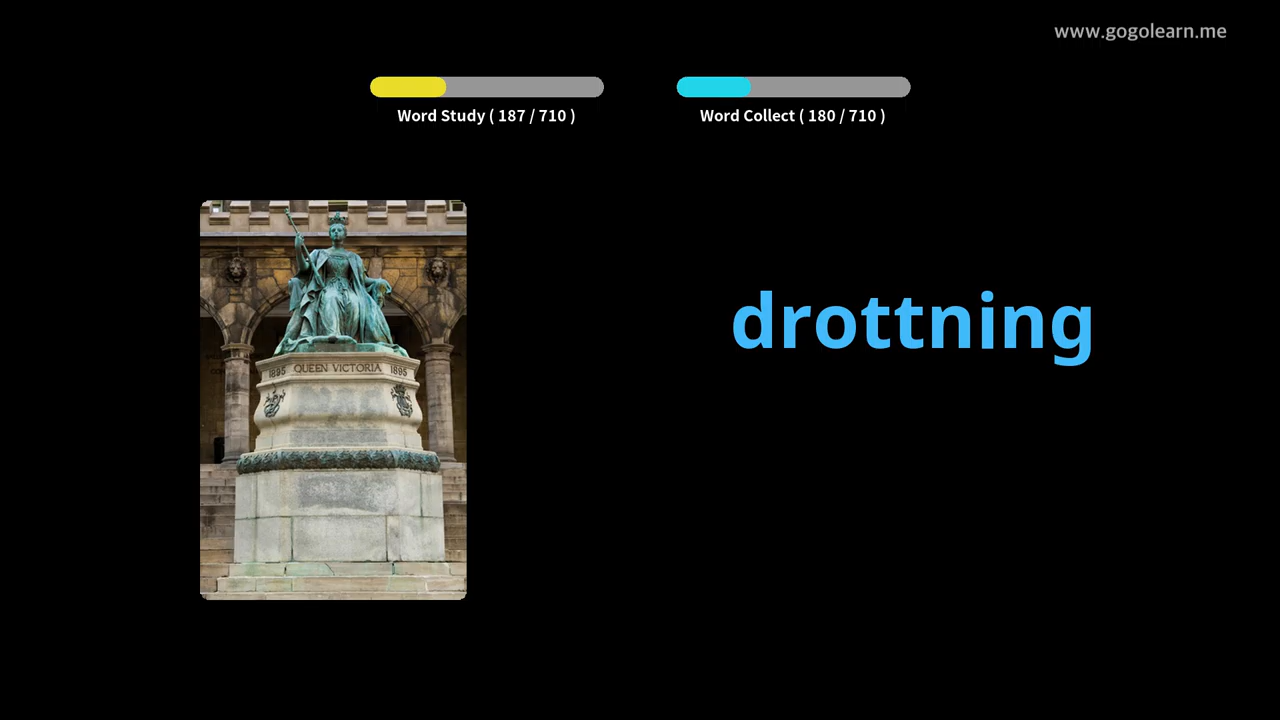 www.gogolearn.me
Word Study ( 187 / 710 )
Word Collect ( 180 / 710 )
drottning
1895 QUEEN VICTORIA 1895